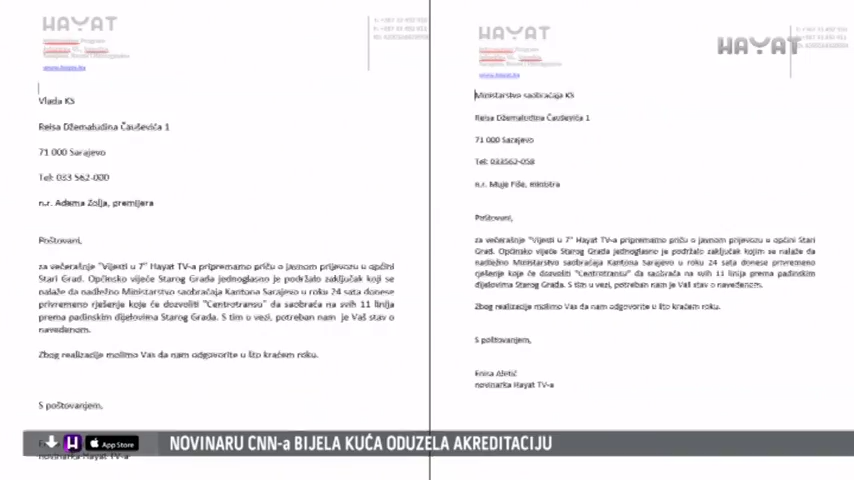 HAYAT
www.hayat.ba
Vlada KS
Reisa Džemaludina Čauševića 1
71 000 Sarajevo
Tel: 033 562-000
n.r. Adema Zolja, premijera
Poštovani,
za večerašnje "Vijesti u 7" Hayat TV-a pripremamo priču o javnom prijevozu u općini
Stari Grad. Općinsko vijeće Starog Grada jednoglasno je podržalo zaključak koji se
nalaže da nadležno Ministarstvo saobraćaja Kantona Sarajevo u roku 24 sata donese
privremeno rješenje koje će dozvoliti "Centrotransu" da saobraća na svih 11 linija
prema padinskim dijelovima Starog Grada. S tim u vezi, potreban nam je Vaš stav o
navedenom.
Zbog realizacije molimo Vas da nam odgovorite u što kraćem roku.
S poštovanjem,
novinarka Hayat TV-a
HAYAT
www.hayat.ba
Ministarstvo saobraćaja KS
Reisa Džemaludina Čauševića 1
71 000 Sarajevo
Tel: 033562-058
n.r. Muje Fiše, ministra
Poštovani,
za večerašnje "Vijesti u 7" Hayat TV-a pripremamo priču o javnom prijevozu u općini Stari
Grad. Općinsko vijeće Starog Grada jednoglasno je podržalo zaključak kojim se nalaže da
nadležno Ministarstvo saobraćaja Kantona Sarajevo u roku 24 sata donese privremeno
rješenje koje će dozvoliti "Centrotransu" da saobraća na svih 11 linija prema padinskim
dijelovima Starog Grada. S tim u vezi, potreban nam je Vaš stav o navedenom.
Zbog realizacije molimo Vas da nam odgovorite u što kraćem roku.
S poštovanjem,
Enisa Aletić
novinarka Hayat TV-a
HAYAT
App Store
NOVINARU CNN-a BIJELA KUĆA ODUZELA AKREDITACIJU